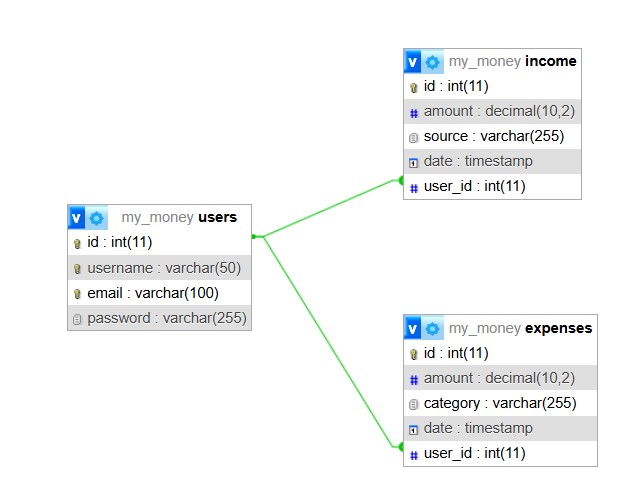 v my_money users
id : int(11)
username : varchar(50)
email : varchar(100)
password : varchar(255)
v my_money income
id : int(11)
# amount : decimal(10,2)
source : varchar(255)
date : timestamp
# user_id : int(11)
v my_money expenses
id : int(11)
# amount : decimal(10,2)
category : varchar(255)
date : timestamp
# user_id : int(11)